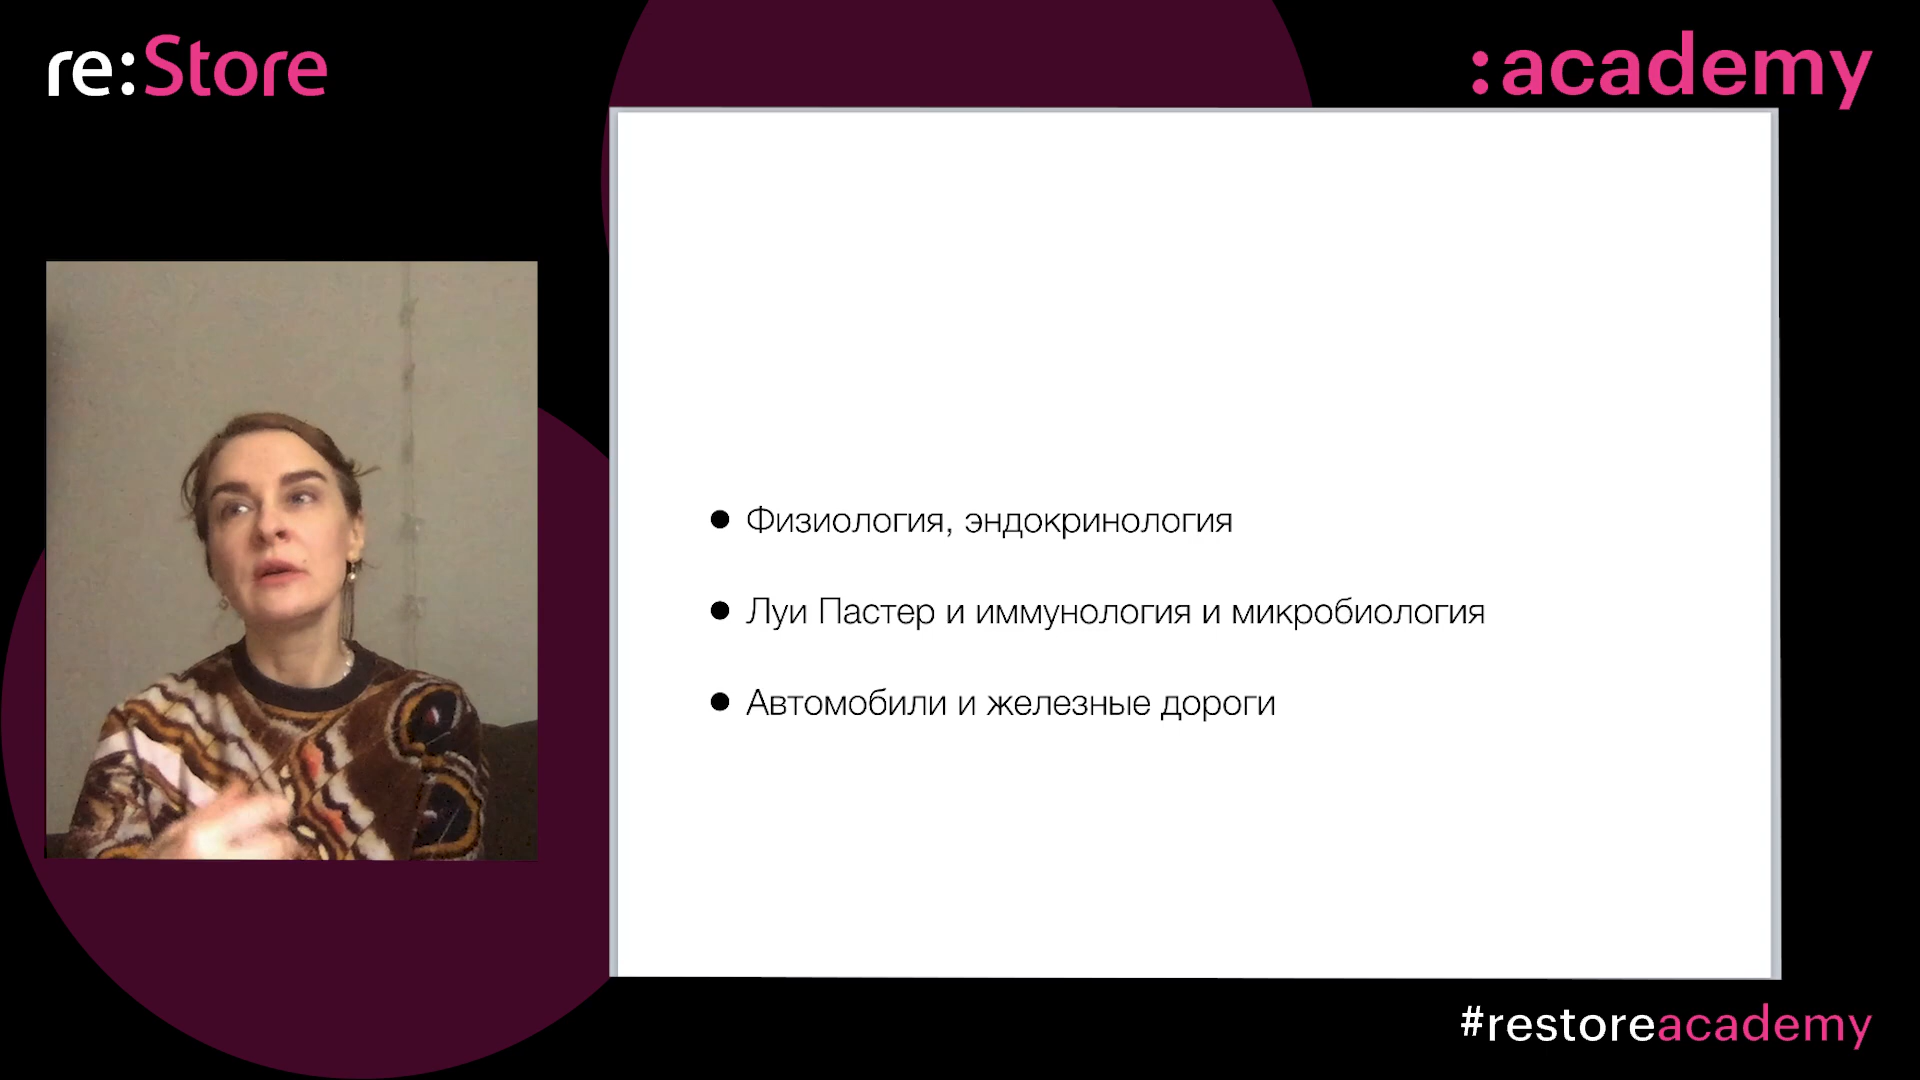 re:Store
:academy
Физиология, эндокринология
Луи Пастер и иммунология и микробиология
Автомобили и железные дороги
#restoreacademy